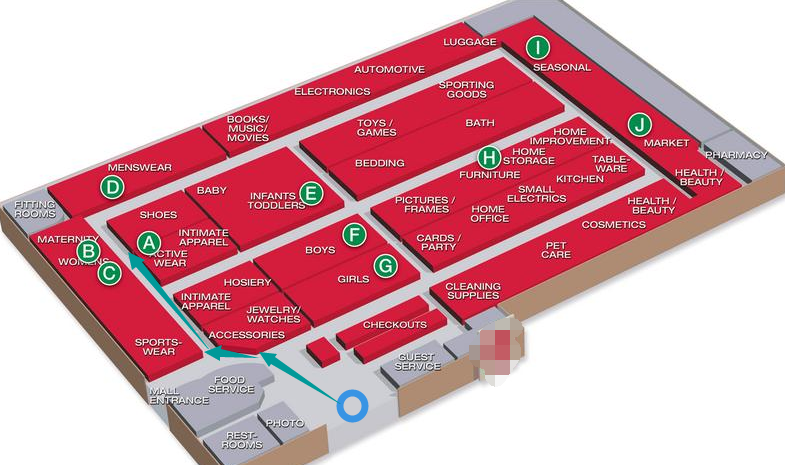 LUGGAGE
I
SEASONAL
AUTOMOTIVE
ELECTRONICS
SPORTING
GOODS
BOOKS/
MUSIC/
MOVIES
TOYS /
GAMES
BATH
J
MARKET
HOME
IMPROVEMENT
PHARMACY
MENSWEAR
D
BEDDING
H
HOME
STORAGE
FURNITURE
TABLE-
WARE
KITCHEN
HEALTH /
BEAUTY
FITTING
ROOMS
BABY
INFANTS
TODDLERS
E
SMALL
ELECTRICS
PICTURES /
FRAMES
HOME
OFFICE
HEALTH /
BEAUTY
COSMETICS
SHOES
INTIMATE
APPAREL
A
ACTIVE
WEAR
MATERNITY
B
WOMENS
C
F
BOYS
G
GIRLS
CARDS /
PARTY
PET
CARE
HOSIERY
INTIMATE
APPAREL
JEWELRY/
WATCHES
ACCESSORIES
CLEANING
SUPPLIES
CHECKOUTS
SPORTS-
WEAR
GUEST
SERVICE
FOOD
SERVICE
MALL
ENTRANCE
PHOTO
REST-
ROOMS